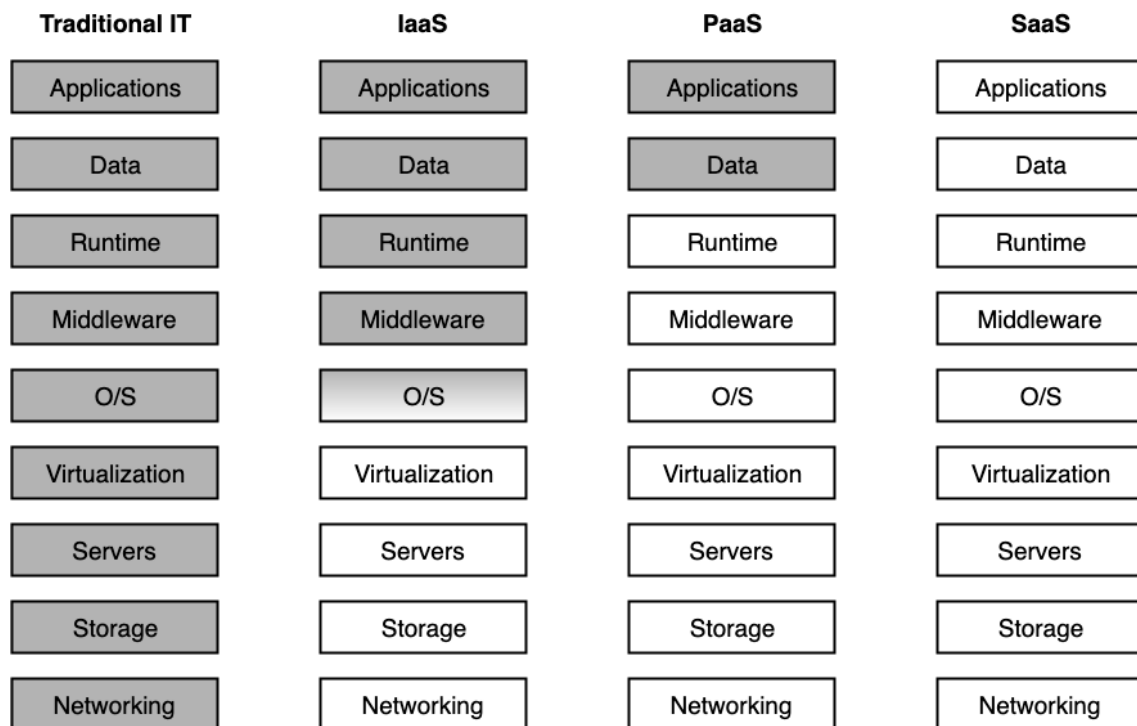 Traditional IT IaaS PaaS SaaS
Applications Applications Applications Applications
Data Data Data Data
Runtime Runtime Runtime Runtime
Middleware Middleware Middleware Middleware
O/S O/S O/S O/S
Virtualization Virtualization Virtualization Virtualization
Servers Servers Servers Servers
Storage Storage Storage Storage
Networking Networking Networking Networking